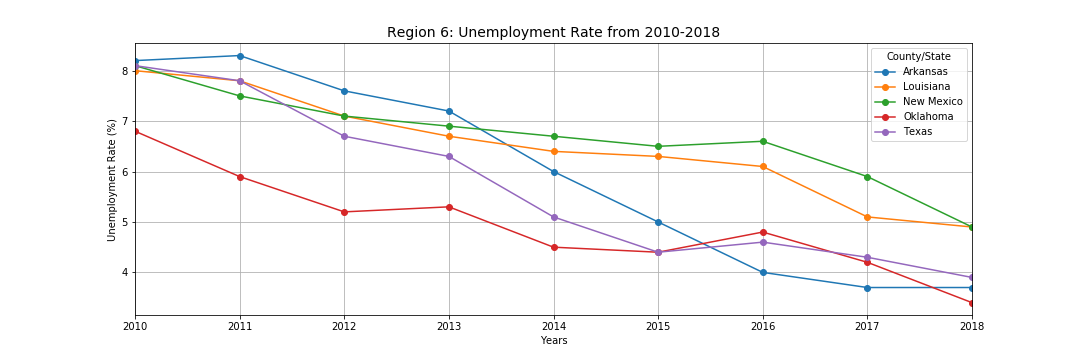 Region 6: Unemployment Rate from 2010-2018
County/State
Arkansas
Louisiana
New Mexico
Oklahoma
Texas
Unemployment Rate (%)
8
7
6
5
4
2010 2011 2012 2013 2014 2015 2016 2017 2018
Years